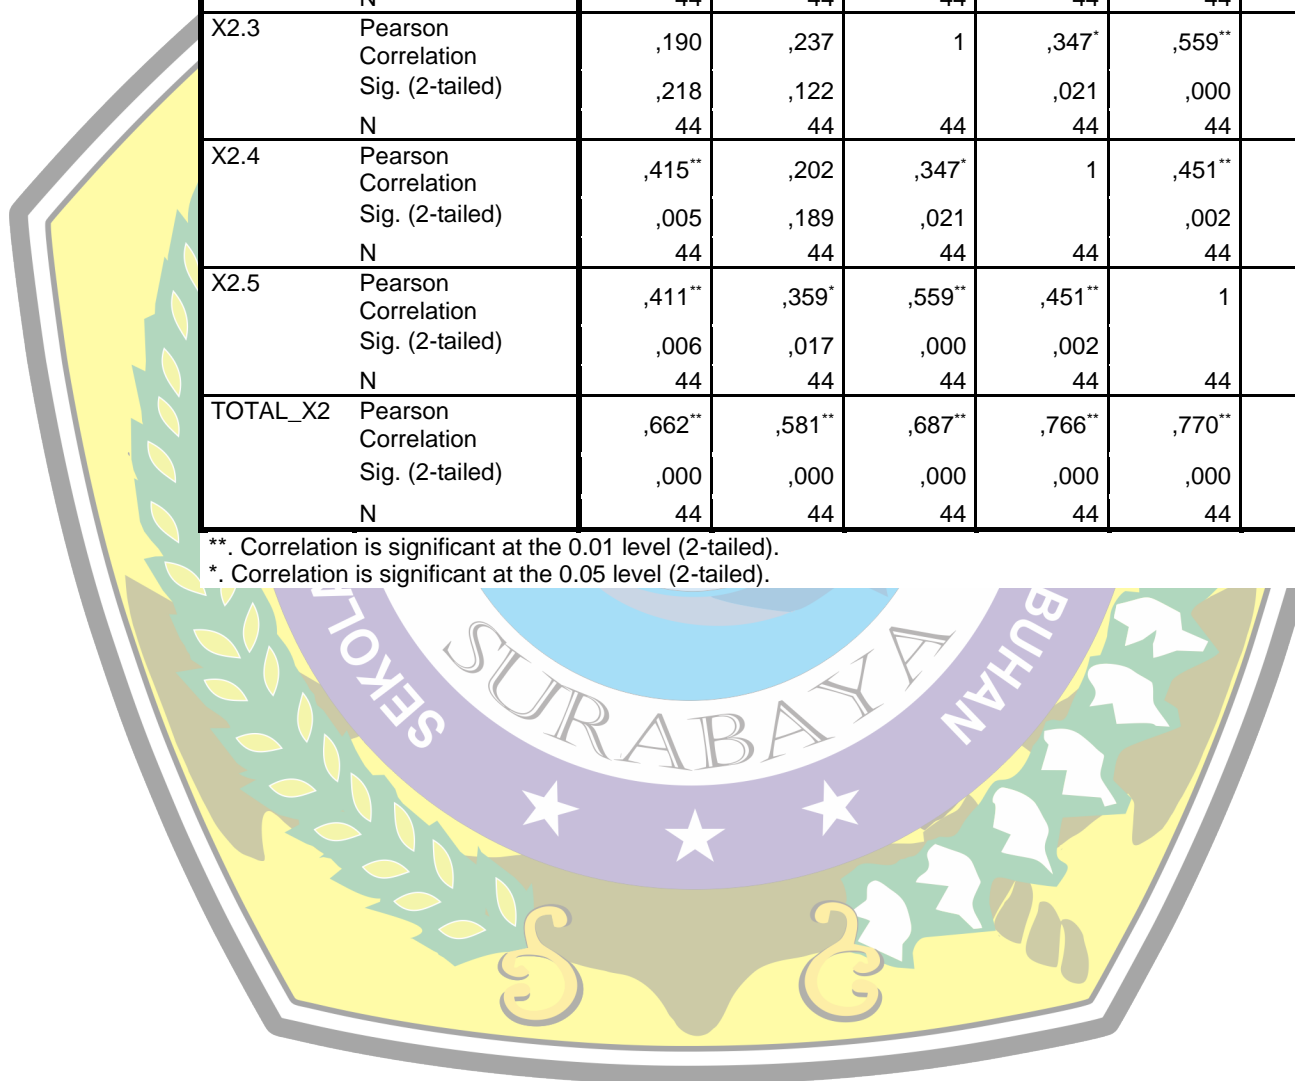 N 44 44 44 44 44
X2.3 Pearson Correlation ,190 ,237 1 ,347* ,559**
Sig. (2-tailed) ,218 ,122 ,021 ,000
N 44 44 44 44 44
X2.4 Pearson Correlation ,415** ,202 ,347* 1 ,451**
Sig. (2-tailed) ,005 ,189 ,021 ,002
N 44 44 44 44 44
X2.5 Pearson Correlation ,411** ,359* ,559** ,451** 1
Sig. (2-tailed) ,006 ,017 ,000 ,002
N 44 44 44 44 44
TOTAL_X2 Pearson Correlation ,662** ,581** ,687** ,766** ,770**
Sig. (2-tailed) ,000 ,000 ,000 ,000 ,000
N 44 44 44 44 44
**. Correlation is significant at the 0.01 level (2-tailed).
*. Correlation is significant at the 0.05 level (2-tailed).
SEKOLA
BUHAN
SURABAYA